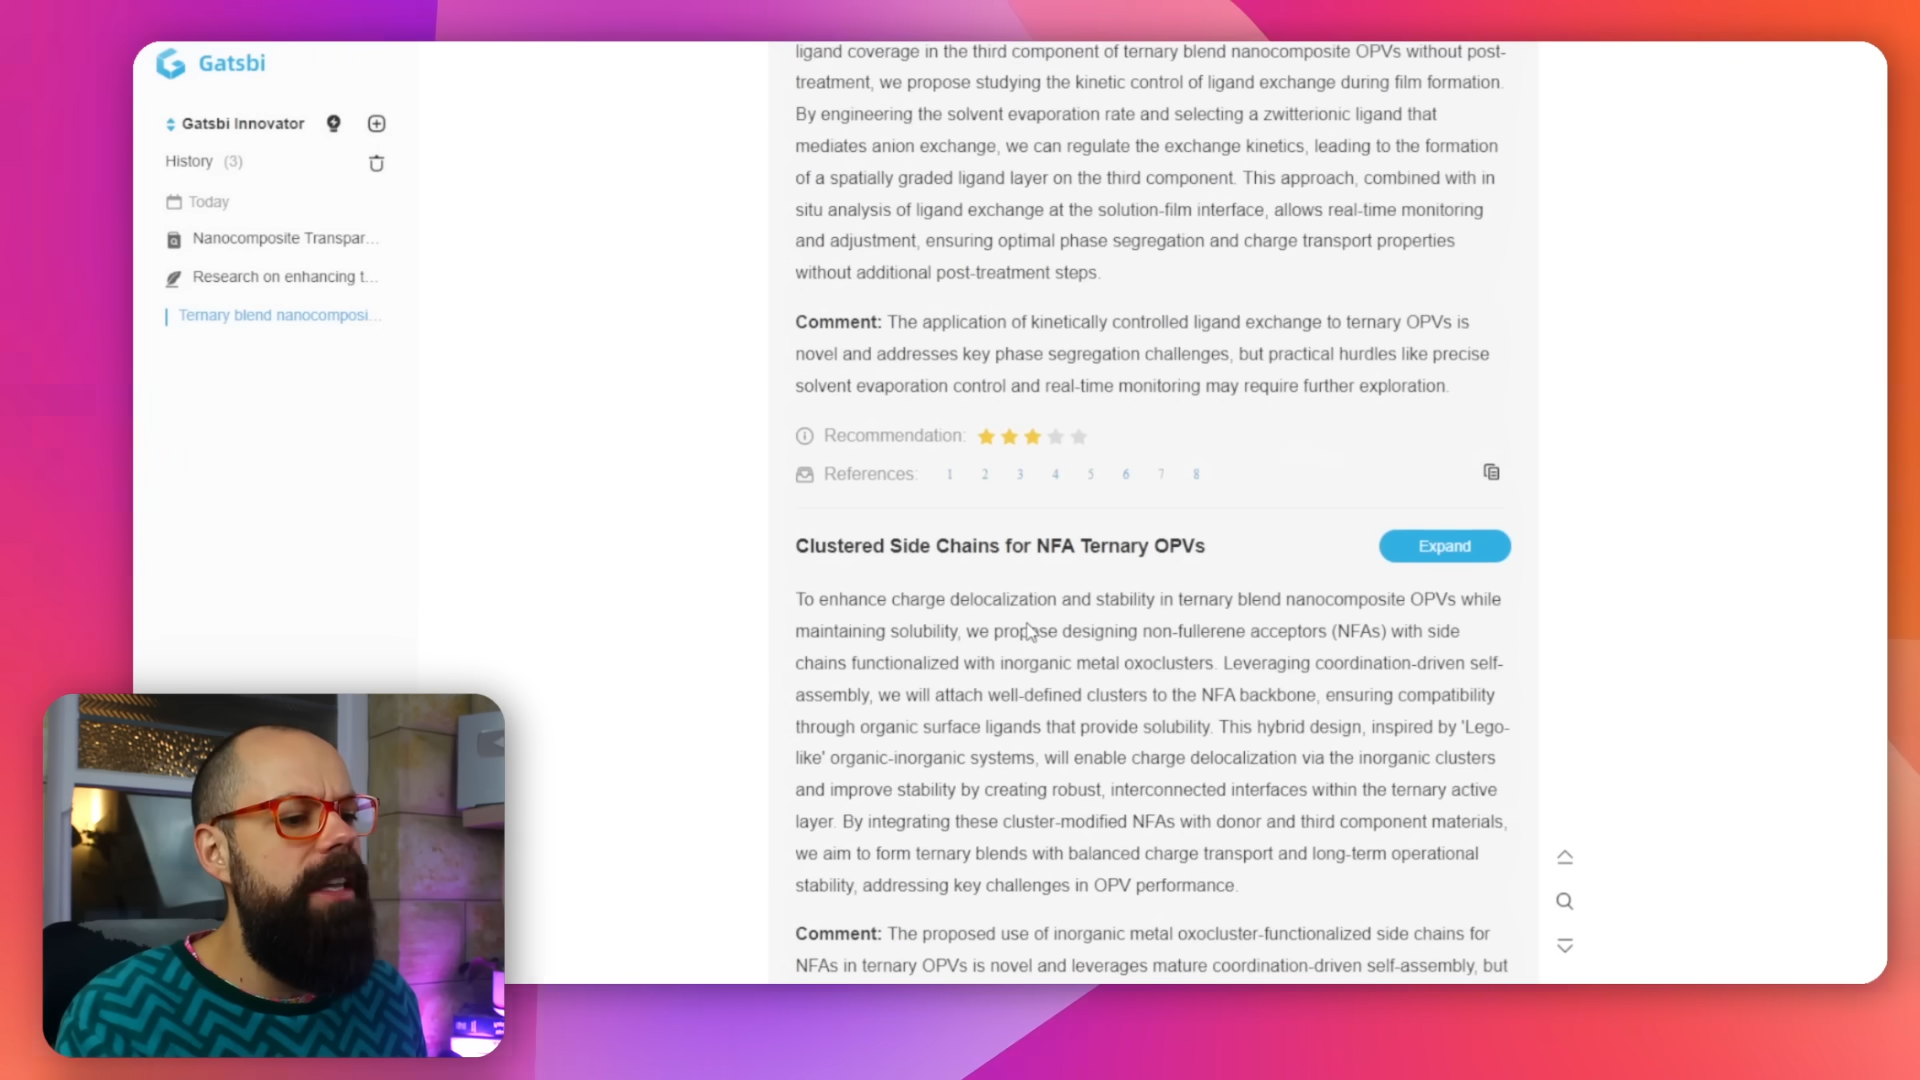 Gatsbi
Gatsbi Innovator
History (3)
Today
Nanocomposite Transpar...
Research on enhancing t...
Ternary blend nanocomposi...
ligand coverage in the third component of ternary blend nanocomposite OPVs without post-
treatment, we propose studying the kinetic control of ligand exchange during film formation.
By engineering the solvent evaporation rate and selecting a zwitterionic ligand that
mediates anion exchange, we can regulate the exchange kinetics, leading to the formation
of a spatially graded ligand layer on the third component. This approach, combined with in
situ analysis of ligand exchange at the solution-film interface, allows real-time monitoring
and adjustment, ensuring optimal phase segregation and charge transport properties
without additional post-treatment steps.
Comment: The application of kinetically controlled ligand exchange to ternary OPVs is
novel and addresses key phase segregation challenges, but practical hurdles like precise
solvent evaporation control and real-time monitoring may require further exploration.
Recommendation:
References: 1 2 3 4 5 6 7 8
Clustered Side Chains for NFA Ternary OPVs
Expand
To enhance charge delocalization and stability in ternary blend nanocomposite OPVs while
maintaining solubility, we propose designing non-fullerene acceptors (NFAs) with side
chains functionalized with inorganic metal oxoclusters. Leveraging coordination-driven self-
assembly, we will attach well-defined clusters to the NFA backbone, ensuring compatibility
through organic surface ligands that provide solubility. This hybrid design, inspired by 'Lego-
like' organic-inorganic systems, will enable charge delocalization via the inorganic clusters
and improve stability by creating robust, interconnected interfaces within the ternary active
layer. By integrating these cluster-modified NFAs with donor and third component materials,
we aim to form ternary blends with balanced charge transport and long-term operational
stability, addressing key challenges in OPV performance.
Comment: The proposed use of inorganic metal oxocluster-functionalized side chains for
NFAs in ternary OPVs is novel and leverages mature coordination-driven self-assembly, but